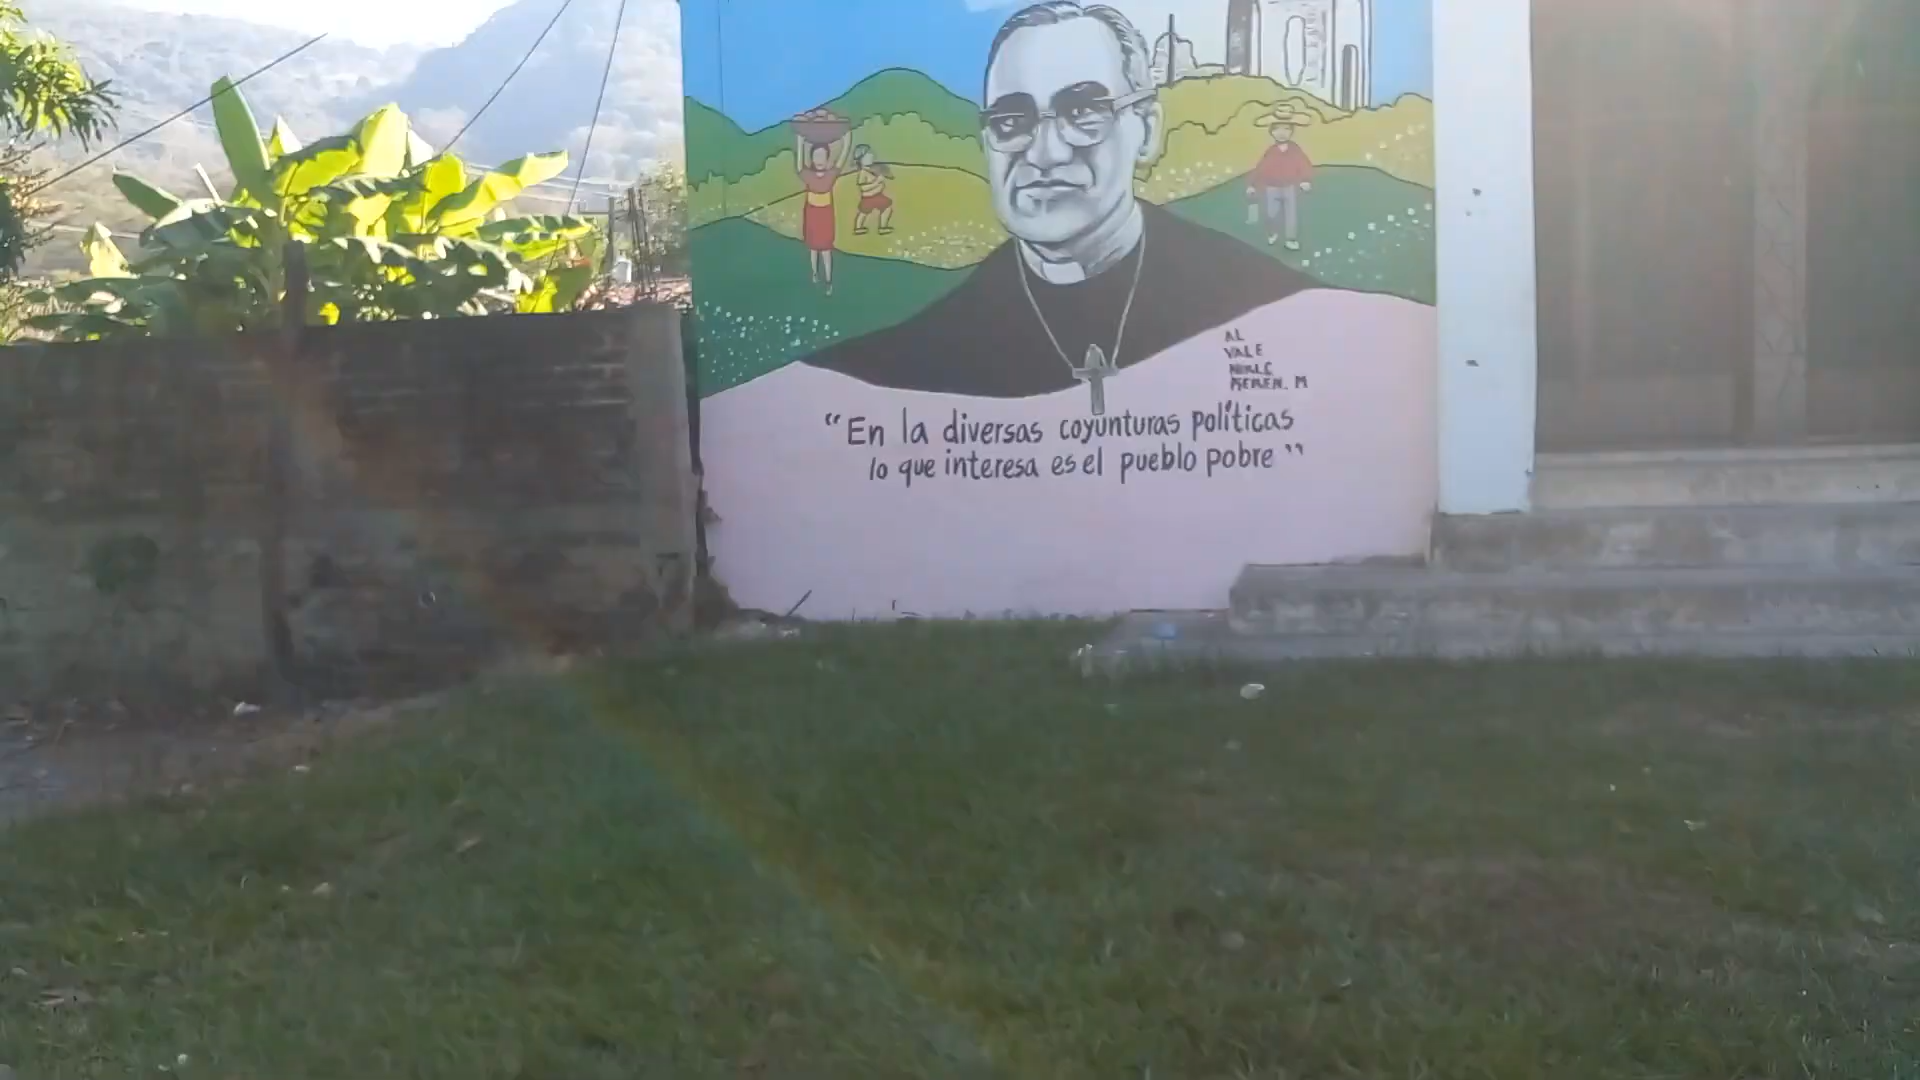 AL
VALE
“En la diversas coyunturas políticas
lo que interesa es el pueblo pobre”